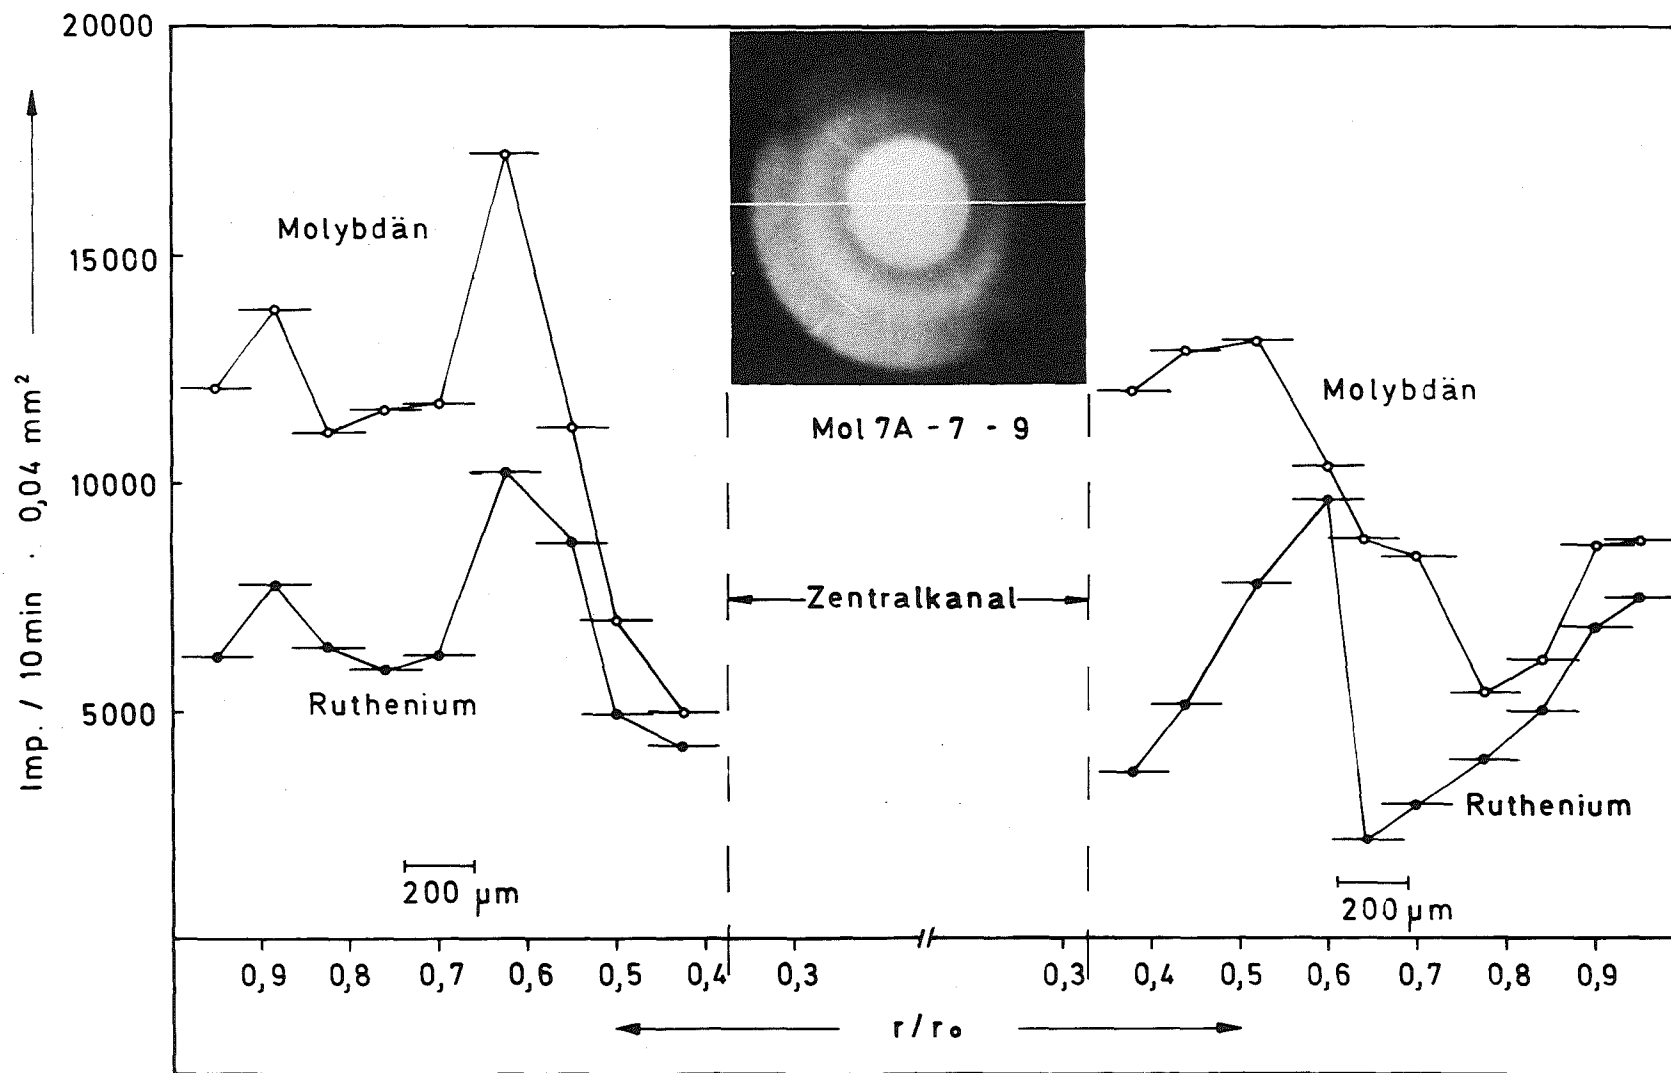 20000
15000
10000
5000
Imp. / 10min · 0,04 mm²
Molybdän
Ruthenium
200 µm
Mol 7A - 7 - 9
Zentralkanal
Molybdän
Ruthenium
200 µm
0,9 0,8 0,7 0,6 0,5 0,4 0,3 0,3 0,4 0,5 0,6 0,7 0,8 0,9
r/r₀